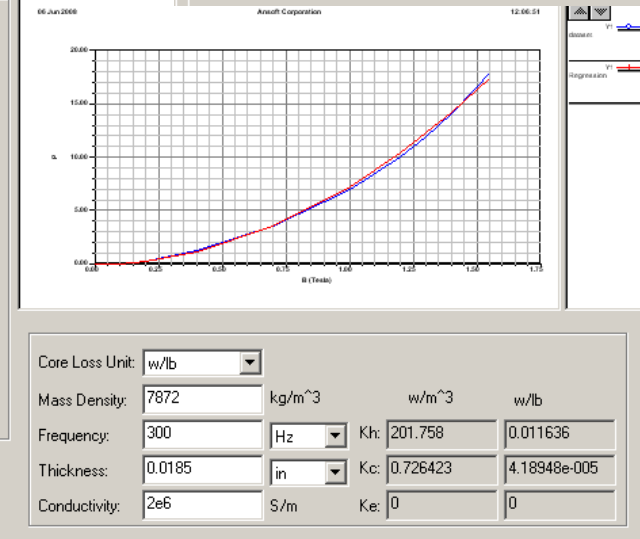 06 Jun 2008 Ansoft Corporation 12:06:51
Y1
Y1
Regression
20.00
15.00
P 10.00
5.00
0.00
0.00 0.25 0.50 0.75 1.00 1.25 1.50 1.75
B (Tesla)
Core Loss Unit: w/lb
Mass Density: 7872 kg/m^3 w/m^3 w/lb
Frequency: 300 Hz Kh: 201.758 0.011636
Thickness: 0.0185 in Kc: 0.726423 4.18948e-005
Conductivity: 2e6 S/m Ke: 0 0